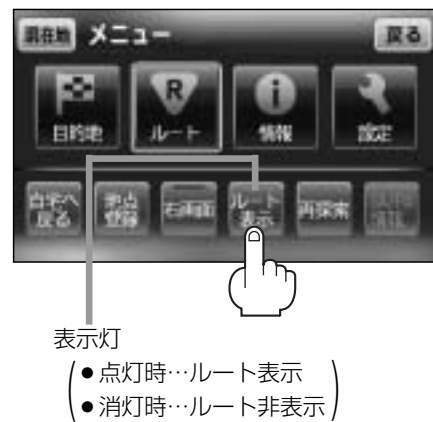 現在地 メニュー 戻る
R i
目的地 ルート 情報 設定
自宅へ 地点 右画面 ルート 再探索
戻る 登録 表示 情報
表示灯
●点灯時…ルート表示
●消灯時…ルート非表示